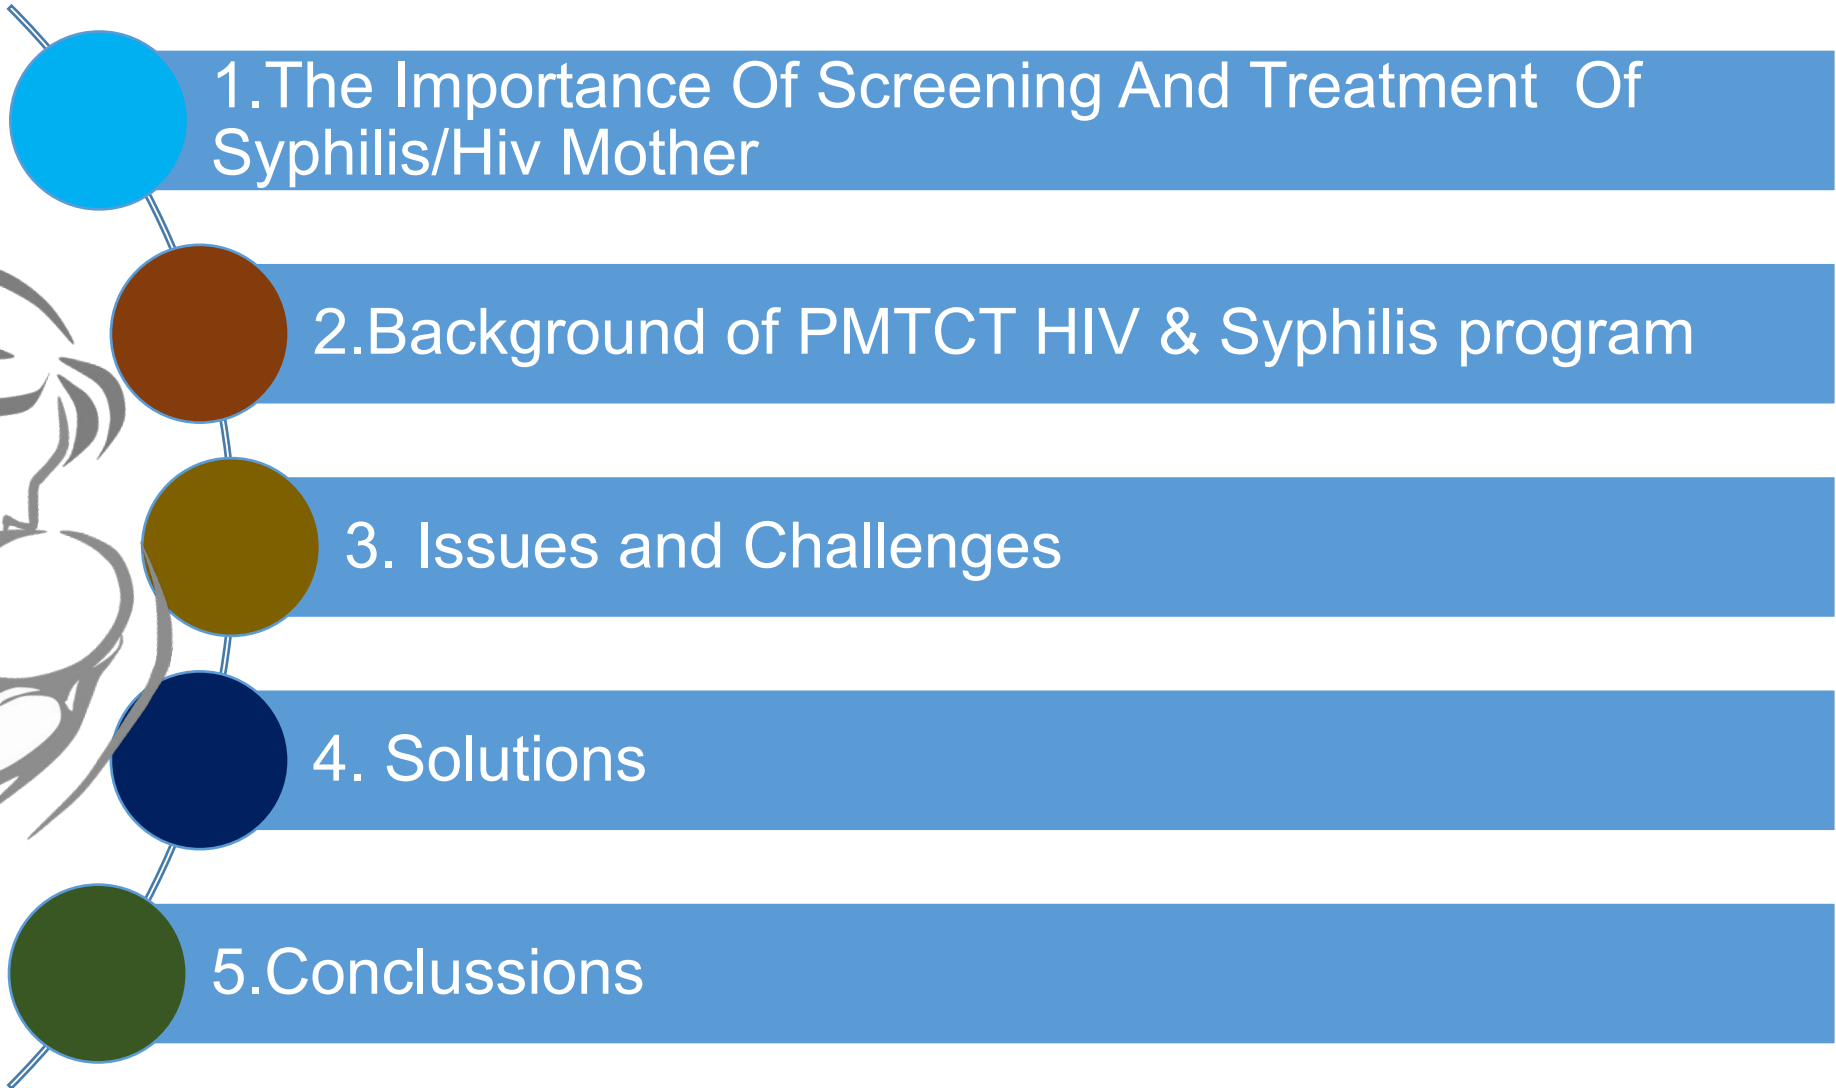 1.The Importance Of Screening And Treatment  Of
Syphilis/Hiv Mother
2.Background of PMTCT HIV & Syphilis program
3. Issues and Challenges
4. Solutions
5.Conclussions